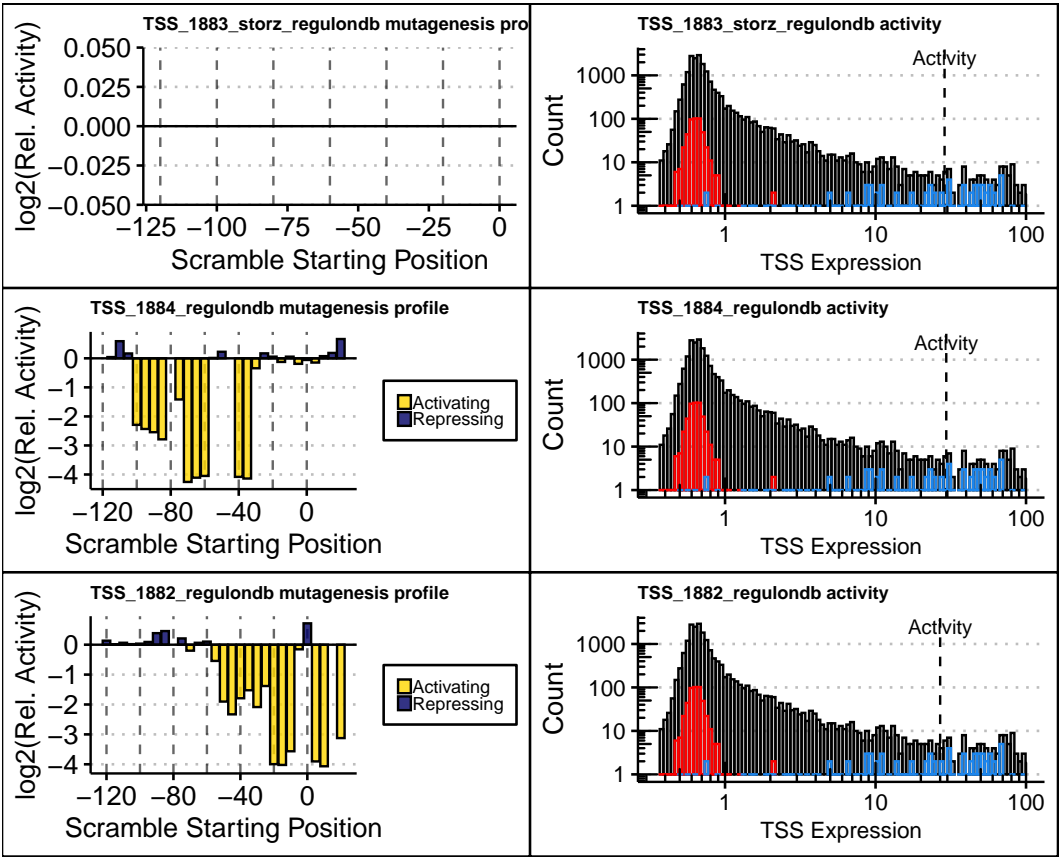 TSS_1883_storz_regulondb mutagenesis pro
log2(Rel. Activity)
0.050
0.025
0.000
−0.025
−0.050
−125 −100 −75 −50 −25 0
Scramble Starting Position
TSS_1883_storz_regulondb activity
Activity
Count
1000
100
10
1
1 10 100
TSS Expression
TSS_1884_regulondb mutagenesis profile
log2(Rel. Activity)
0
−1
−2
−3
−4
−120 −80 −40 0
Scramble Starting Position
Activating
Repressing
TSS_1884_regulondb activity
Activity
Count
1000
100
10
1
1 10 100
TSS Expression
TSS_1882_regulondb mutagenesis profile
log2(Rel. Activity)
0
−1
−2
−3
−4
−120 −80 −40 0
Scramble Starting Position
Activating
Repressing
TSS_1882_regulondb activity
Activity
Count
1000
100
10
1
1 10 100
TSS Expression